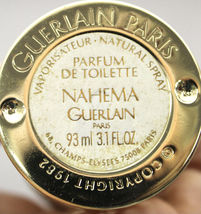 GUERLAIN PARIS
VAPORISATEUR · NATURAL SPRAY
PARFUM
DE TOILETTE
NAHEMA
GUERLAIN
PARIS
93 ml 3.1 FL.OZ.
68, CHAMPS-ELYSEES 75008 PARIS
© COPYRIGHT 1982